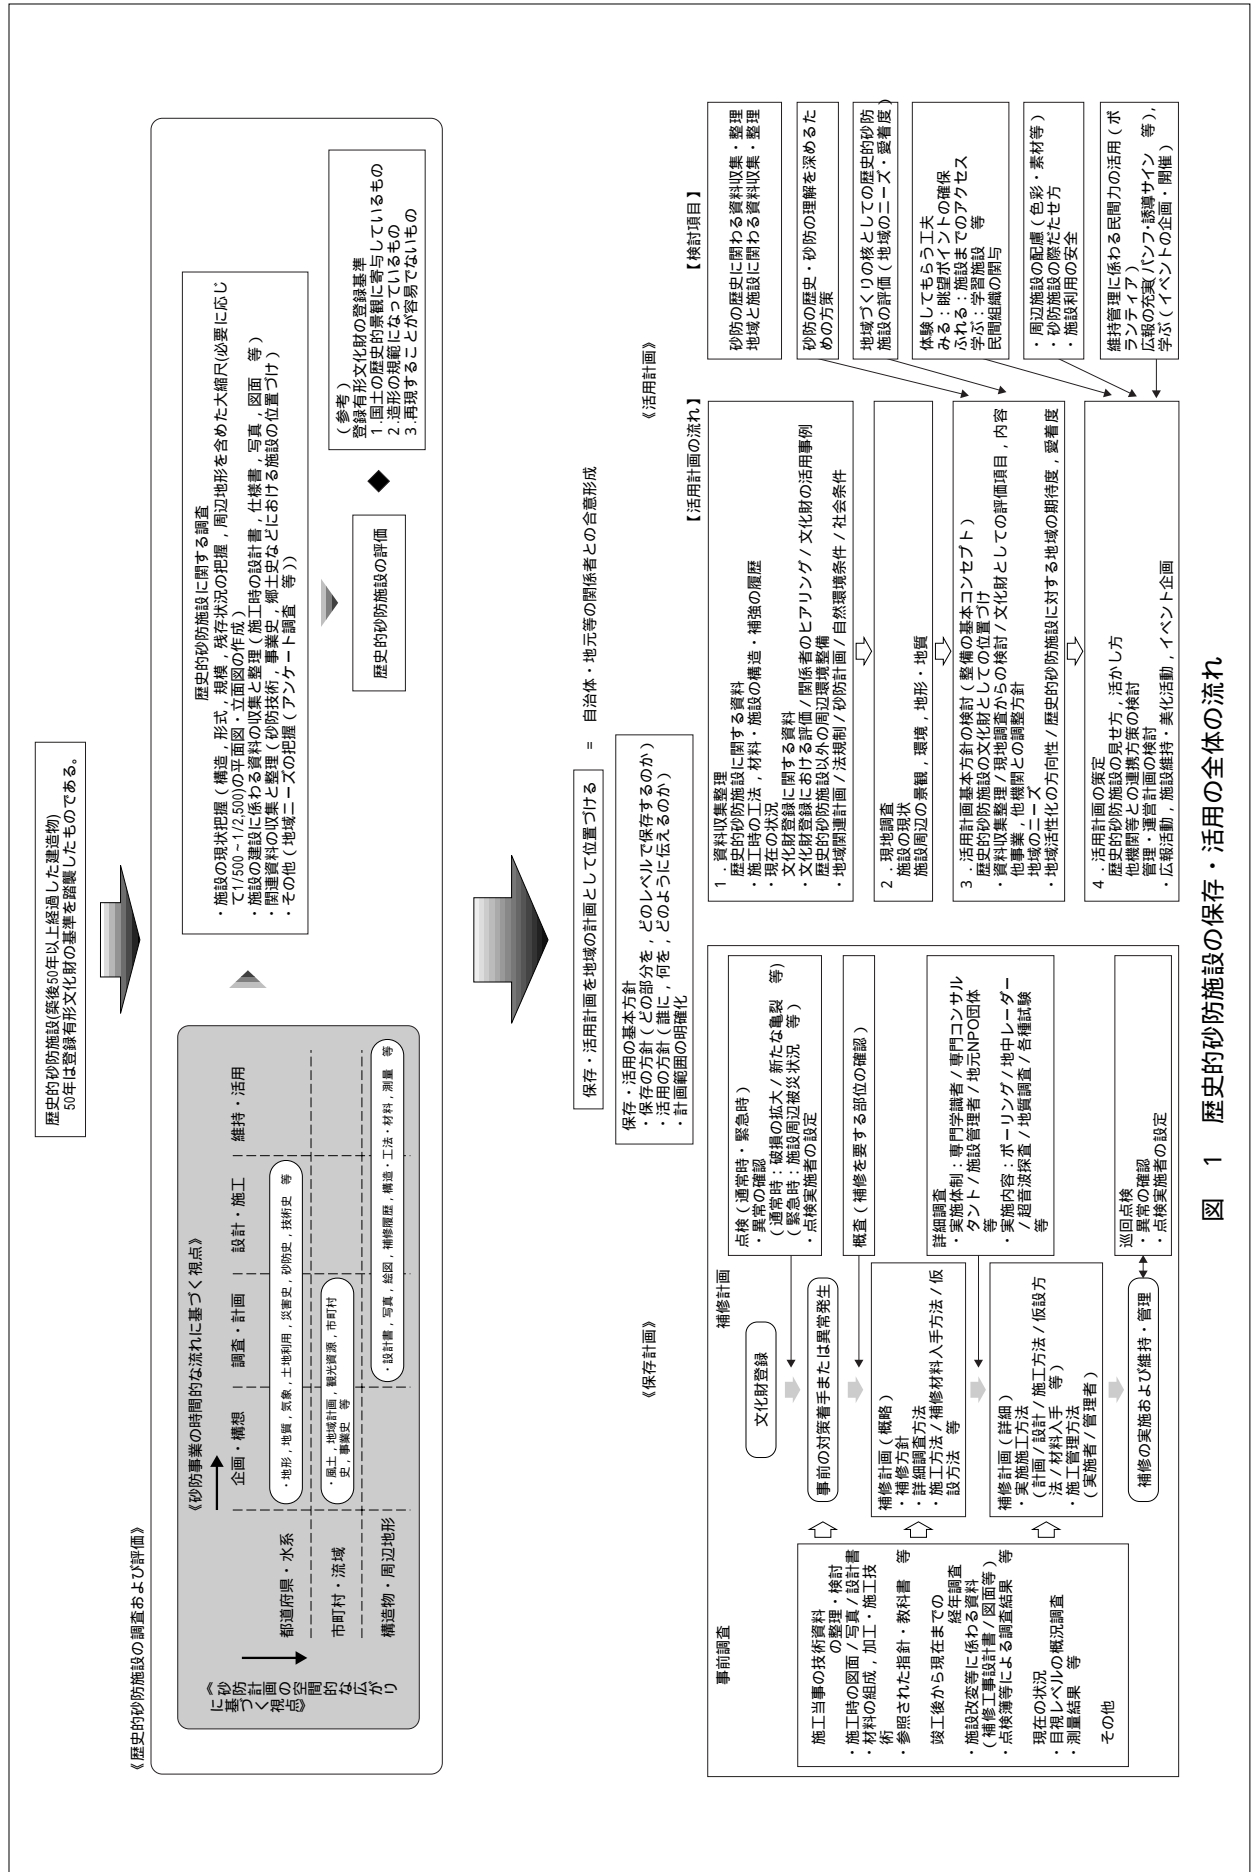 歴史的砂防施設(築後50年以上経過した建造物)
50年は登録有形文化財の基準を踏襲したものである。
《歴史的砂防施設の調査および評価》
《砂防事業の時間的な流れに基づく視点》
企画・構想
調査・計画
設計・施工
維持・活用
《砂防計画の空間的な広がり
に基づく視点》
都道府県・水系
・地形，地質，気象，土地利用，災害史，砂防史，技術史　等
市町村・流域
・風土，地域計画，観光資源，市町村
史，事業史　等
構造物・周辺地形
・設計書，写真，絵図，補修履歴，構造・工法・材料，測量　等
歴史的砂防施設に関する調査
・施設の現状把握（構造，形式，規模，残存状況の把握，周辺地形を含めた大縮尺(必要に応じ
て1/500～1/2,500)の平面図・立面図の作成）
・施設の建設に係わる資料の収集と整理（施工時の設計書，仕様書，写真，図面　等）
・関連資料の収集と整理（砂防技術，事業史，郷土史などにおける施設の位置づけ）
・その他（地域ニーズの把握（アンケート調査　等））
歴史的砂防施設の評価
（参考）
登録有形文化財の登録基準
1.国土の歴史的景観に寄与しているもの
2.造形の規範になっているもの
3.再現することが容易でないもの
保存・活用計画を地域の計画として位置づける
=
自治体・地元等の関係者との合意形成
保存・活用の基本方針
・保存の方針（どの部分を，どのレベルで保存するのか）
・活用の方針（誰に，何を，どのように伝えるのか）
・計画範囲の明確化
《保存計画》
事前調査
施工当事の技術資料
の整理・検討
・施工時の図面/写真/設計書
・材料の組成，加工・施工技
術
・参照された指針・教科書　等
竣工後から現在までの
経年調査
・施設改変等に係わる資料
（補修工事設計書/図面等）
・点検簿等による調査結果　等
現在の状況
・目視レベルの概況調査
・測量結果　等
その他
補修計画
文化財登録
事前の対策着手または異常発生
補修計画（概略）
・補修方針
・詳細調査方法
・施工方法/補修材料入手方法/仮
設方法　等
補修計画（詳細）
・実施施工方法
（計画/設計/施工方法/仮設方
法/材料入手　等）
・施工管理方法
（実施者/管理者）
補修の実施および維持・管理
点検（通常時・緊急時）
・異常の確認
（通常時：破損の拡大/新たな亀裂　等)
（緊急時：施設周辺被災状況　等）
・点検実施者の設定
概査（補修を要する部位の確認）
詳細調査
・実施体制：専門学識者/専門コンサル
タント/施設管理者/地元NPO団体
等
・実施内容：ボーリング/地中レーダー
/超音波探査/地質調査/各種試験
等
巡回点検
・異常の確認
・点検実施者の設定
《活用計画》
【活用計画の流れ】
1．資料収集整理
歴史的砂防施設に関する資料
・施工時の工法，材料・施設の構造・補強の履歴
・現在の状況
文化財登録に関する資料
・文化財登録における評価/関係者のヒアリング/文化財の活用事例
歴史的砂防施設以外の周辺環境整備
・地域関連計画/法規制/砂防計画/自然環境条件/社会条件
2．現地調査
施設の現状
施設周辺の景観，環境，地形・地質
3．活用計画基本方針の検討（整備の基本コンセプト）
歴史的砂防施設の文化財としての位置づけ
・資料収集整理/現地調査からの検討/文化財としての評価項目，内容
他事業，他機関との調整方針
地域のニーズ
・地域活性化の方向性/歴史的砂防施設に対する地域の期待度，愛着度
4．活用計画の策定
歴史的砂防施設の見せ方，活かし方
他機関等との連携方策の検討
管理・運営計画の検討
・広報活動，施設維持・美化活動，イベント企画
【検討項目】
砂防の歴史に関わる資料収集・整理
地域と施設に関わる資料収集・整理
砂防の歴史・砂防の理解を深めるた
めの方策
地域づくりの核としての歴史的砂防
施設の評価（地域のニーズ・愛着度）
体験してもらう工夫
みる：眺望ポイントの確保
ふれる：施設までのアクセス
学ぶ：学習施設　等
民間組織の関与
・周辺施設の配慮（色彩・素材等）
・砂防施設の際だたせ方
・施設利用の安全
維持管理に係わる民間力の活用（ボ
ランティア）
広報の充実(パンフ・誘導サイン　等)，
学ぶ（イベントの企画・開催）
図　1　歴史的砂防施設の保存・活用の全体の流れ